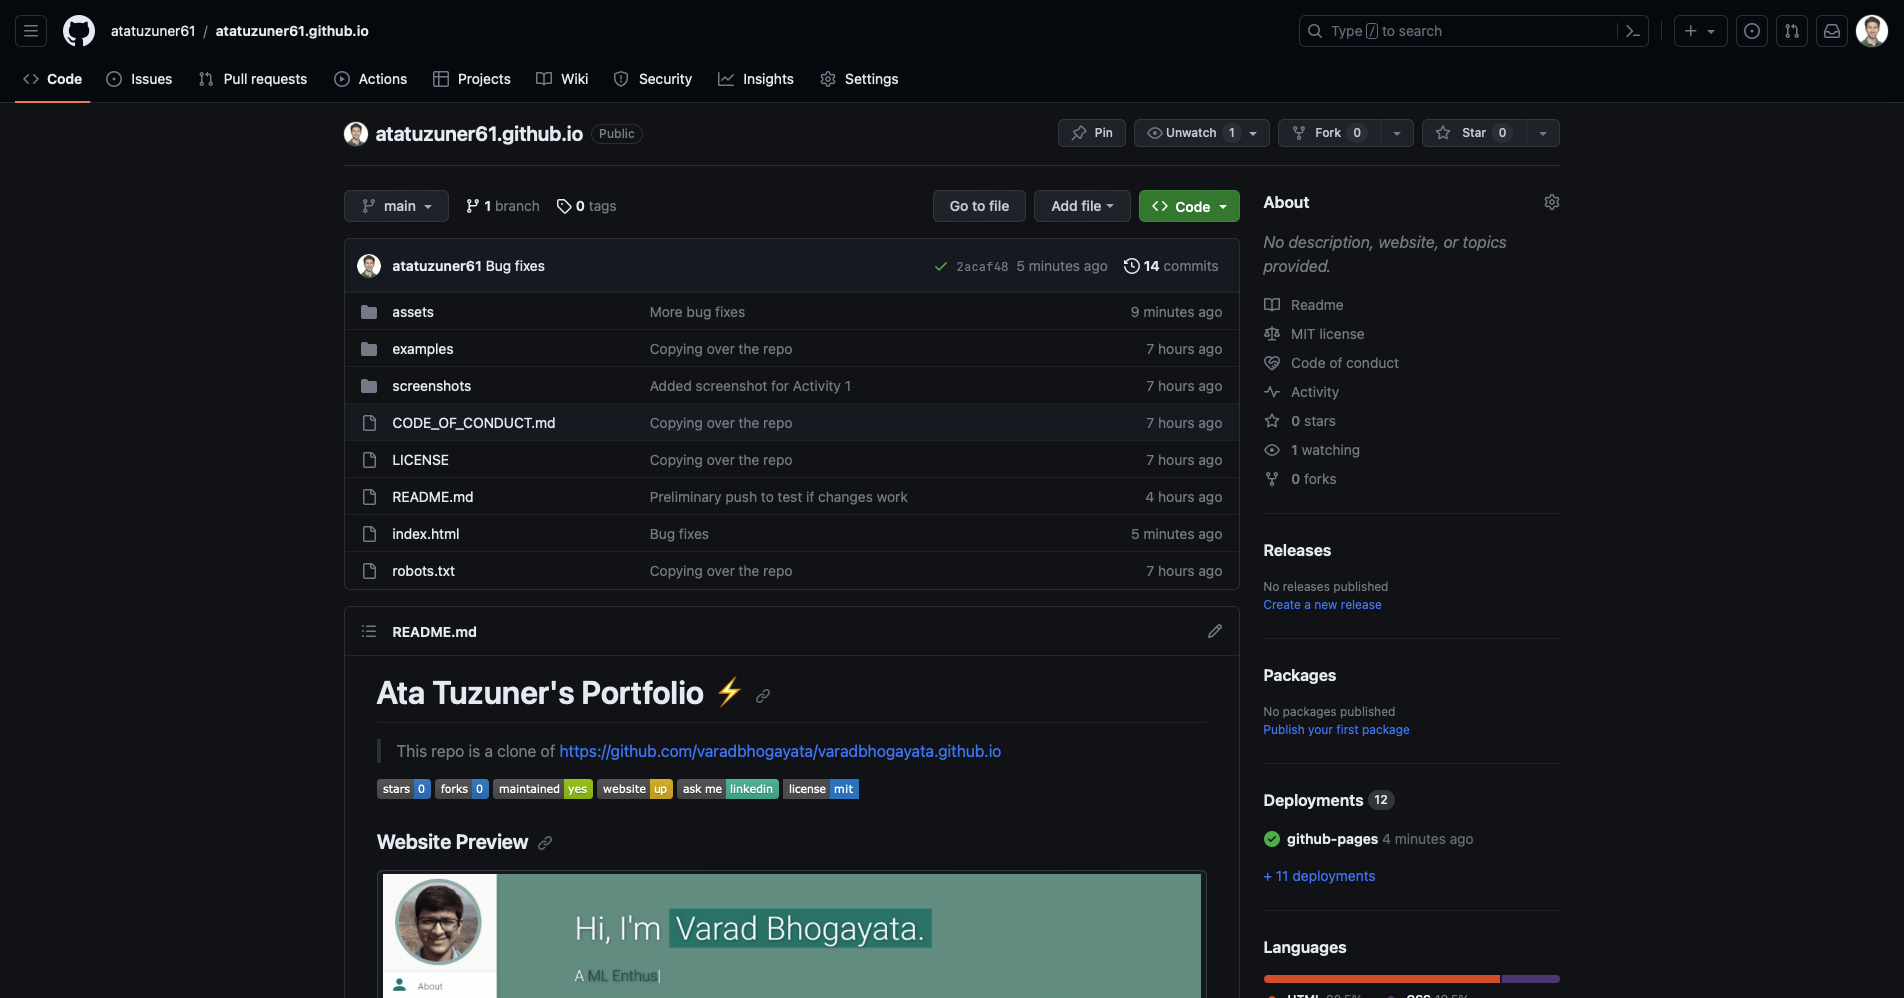 atatuzuner61 / atatuzuner61.github.io
Type / to search
Code Issues Pull requests Actions Projects Wiki Security Insights Settings
atatuzuner61.github.io Public
Pin Unwatch 1 Fork 0 Star 0
main 1 branch 0 tags
Go to file Add file Code
atatuzuner61 Bug fixes 2acaf48 5 minutes ago 14 commits
assets More bug fixes 9 minutes ago
examples Copying over the repo 7 hours ago
screenshots Added screenshot for Activity 1 7 hours ago
CODE_OF_CONDUCT.md Copying over the repo 7 hours ago
LICENSE Copying over the repo 7 hours ago
README.md Preliminary push to test if changes work 4 hours ago
index.html Bug fixes 5 minutes ago
robots.txt Copying over the repo 7 hours ago
README.md
Ata Tuzuner's Portfolio ⚡
This repo is a clone of https://github.com/varadbhogayata/varadbhogayata.github.io
stars 0 forks 0 maintained yes website up ask me linkedin license mit
Website Preview
Hi, I'm Varad Bhogayata.
A ML Enthus|
About
About
No description, website, or topics
provided.
Readme
MIT license
Code of conduct
Activity
0 stars
1 watching
0 forks
Releases
No releases published
Create a new release
Packages
No packages published
Publish your first package
Deployments 12
github-pages 4 minutes ago
+ 11 deployments
Languages